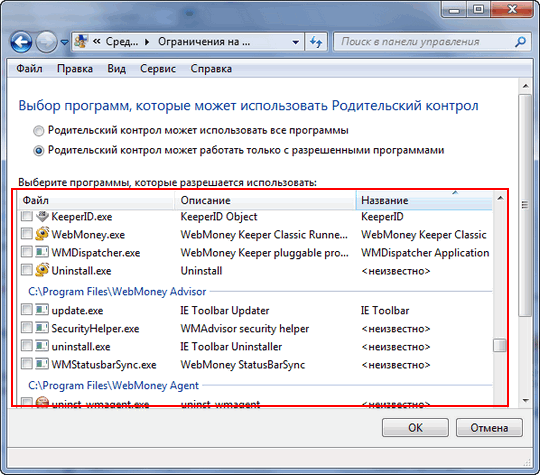 « Сред... ▸ Ограничения на ...
Поиск в панели управления
Файл Правка Вид Сервис Справка
Выбор программ, которые может использовать Родительский контрол
Родительский контрол может использовать все программы
Родительский контрол может работать только с разрешенными программами
Выберите программы, которые разрешается использовать:
Файл Описание Название
KeeperID.exe KeeperID Object KeeperID
WebMoney.exe WebMoney Keeper Classic Runne... WebMoney Keeper Classic
WMDispatcher.exe WebMoney Keeper pluggable pro... WMDispatcher Application
Uninstall.exe Uninstall <неизвестно>
C:\Program Files\WebMoney Advisor
update.exe IE Toolbar Updater IE Toolbar
SecurityHelper.exe WMAdvisor security helper <неизвестно>
uninstall.exe IE Toolbar Uninstaller <неизвестно>
WMStatusbarSync.exe WebMoney StatusBarSync <неизвестно>
C:\Program Files\WebMoney Agent
uninst_wmagent.exe uninst_wmagent <неизвестно>
ОК Отмена